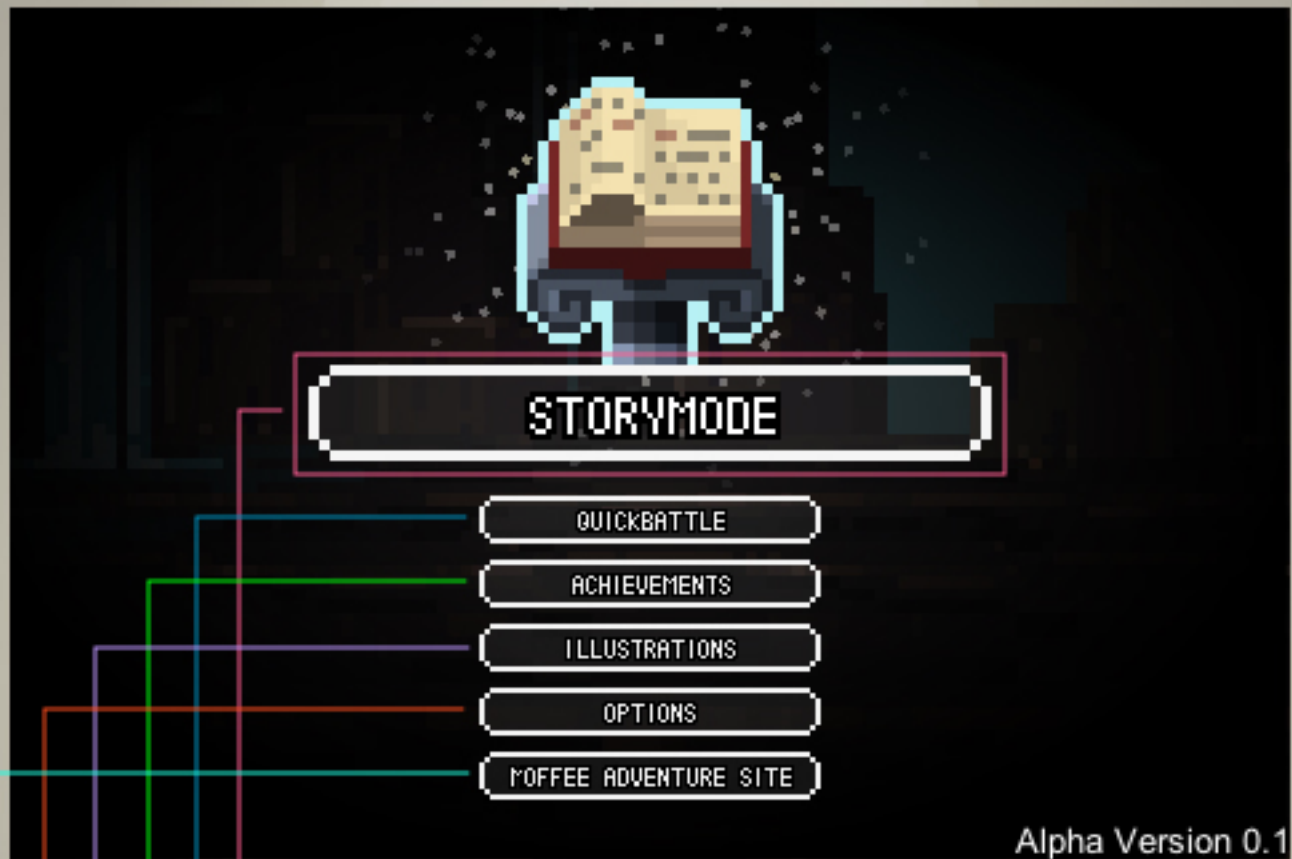 STORYMODE
QUICKBATTLE
ACHIEVEMENTS
ILLUSTRATIONS
OPTIONS
MOFFEE ADVENTURE SITE
Alpha Version 0.1